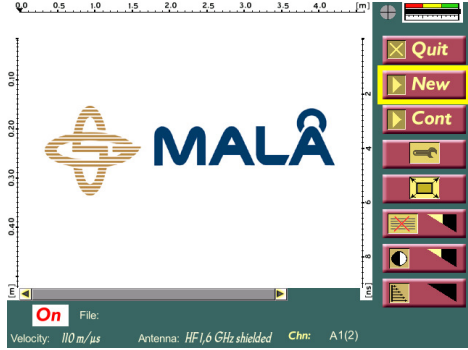 0.0 0.5 1.0 1.5 2.0 2.5 3.0 3.5 4.0 [m]
Quit
New
Cont
0.10
0.20
0.30
0.40
[E]
2
4
6
8
[ns]
MALÅ
On File:
Velocity: 110 m/µs Antenna: HF1,6 GHz shielded Chn: A1(2)